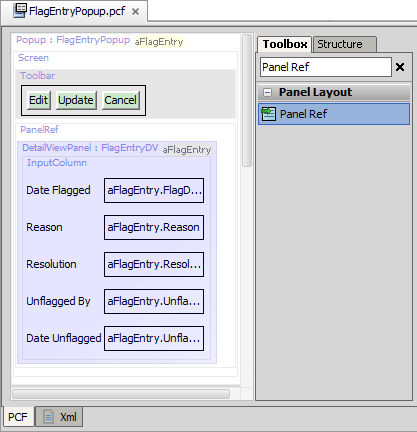 FlagEntryPopup.pcf ×
Popup : FlagEntryPopup aFlagEntry
Screen
Toolbar
Edit Update Cancel
PanelRef
DetailViewPanel : FlagEntryDV aFlagEntry
InputColumn
Date Flagged aFlagEntry.FlagD...
Reason aFlagEntry.Reason
Resolution aFlagEntry.Resol...
Unflagged By aFlagEntry.Unfla...
Date Unflagged aFlagEntry.Unfla...
PCF Xml
Toolbox Structure
Panel Ref ×
Panel Layout
Panel Ref